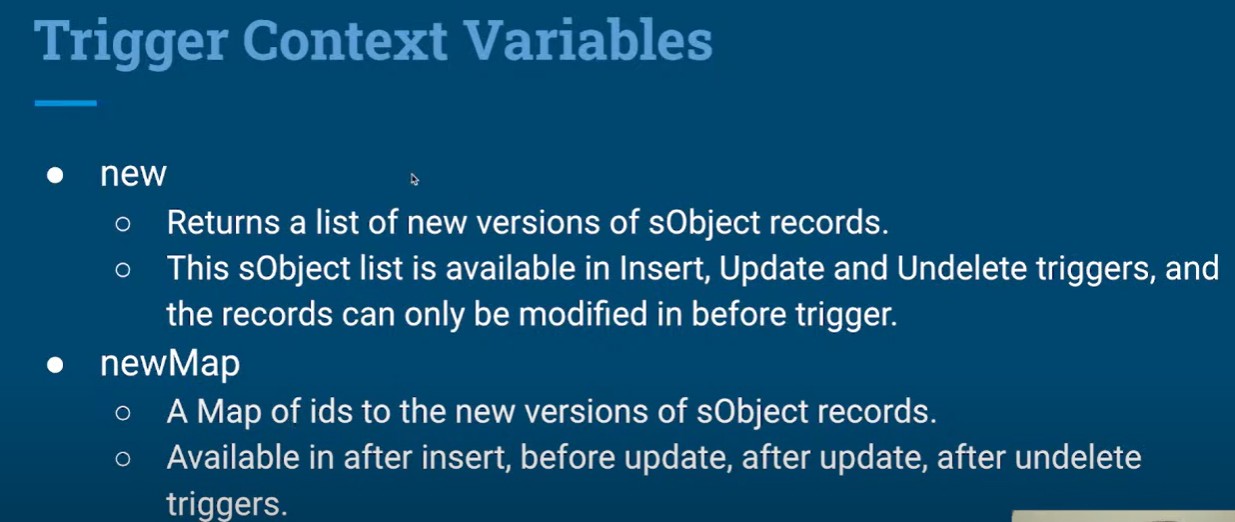 Trigger Context Variables
● new
○ Returns a list of new versions of sObject records.
○ This sObject list is available in Insert, Update and Undelete triggers, and
the records can only be modified in before trigger.
● newMap
○ A Map of ids to the new versions of sObject records.
○ Available in after insert, before update, after update, after undelete
triggers.